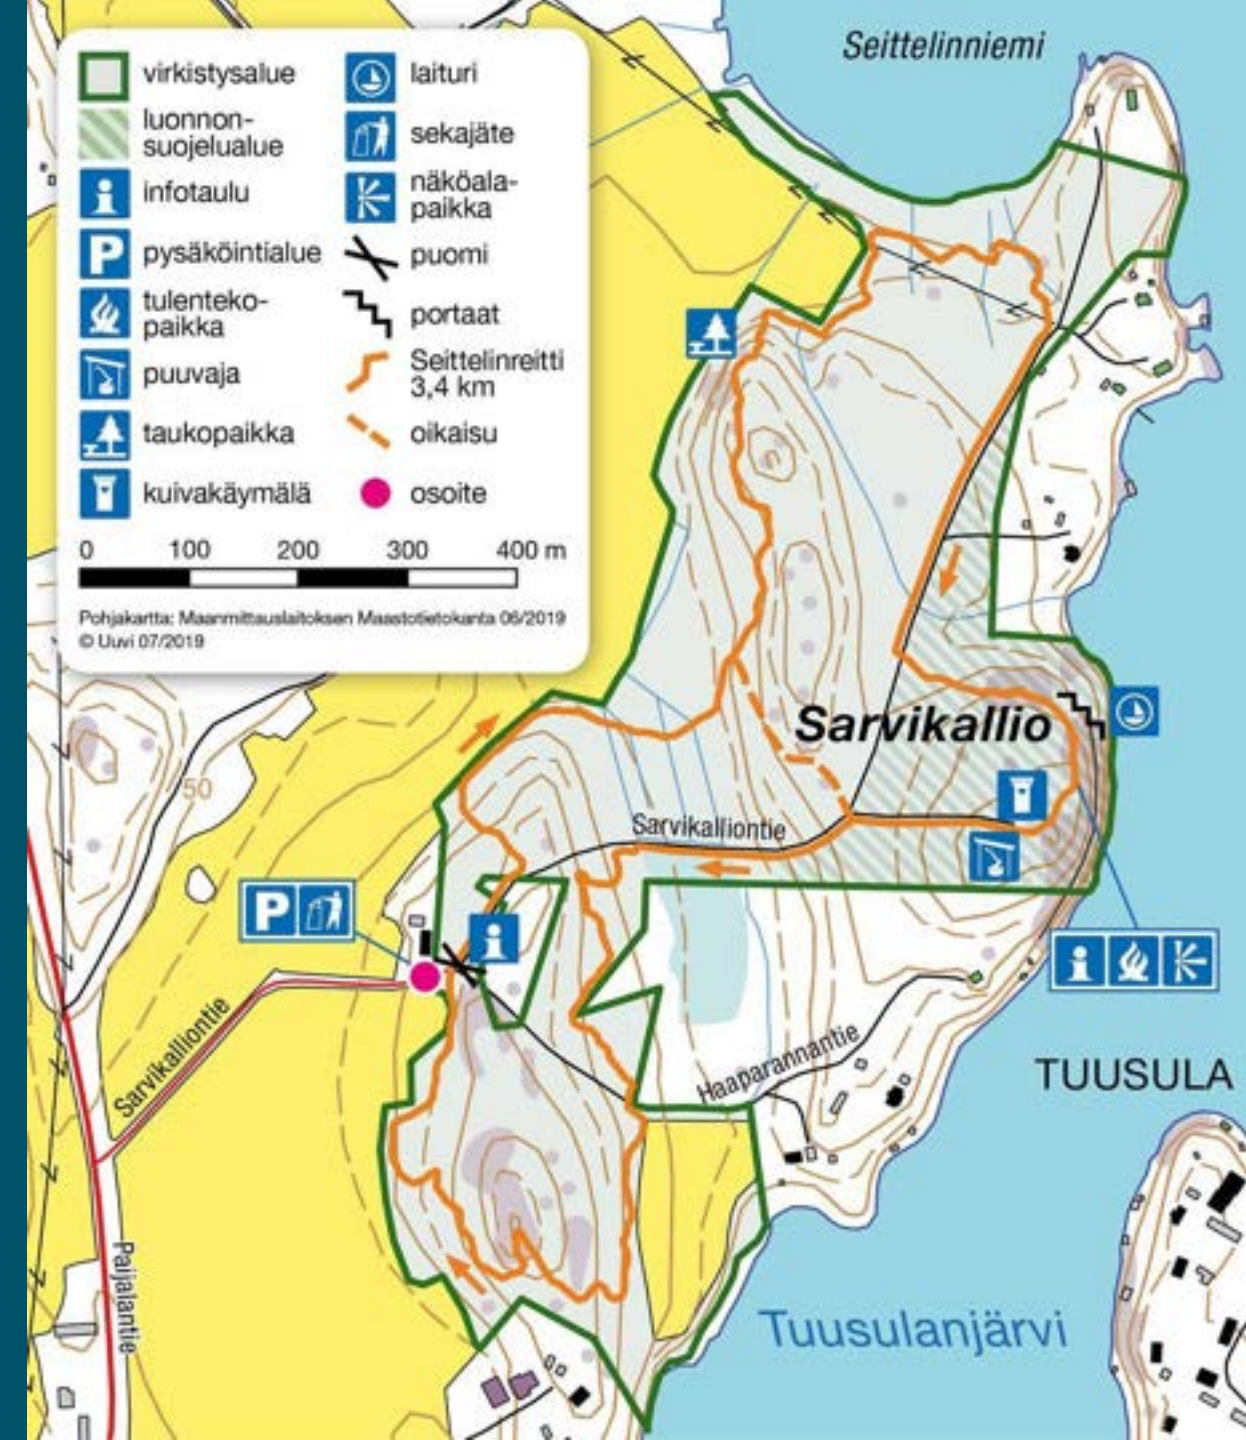 virkistysalue
luonnon-
suojelualue
infotaulu
P
pysäköintialue
tulenteko-
paikka
puuvaja
taukopaikka
kuivakäymälä
laituri
sekajäte
näköala-
paikka
puomi
portaat
Seittelinreitti
3,4 km
oikaisu
osoite
0 100 200 300 400 m
Pohjakartta: Maanmittauslaitoksen Maastotietokanta 06/2019
© Uuvi 07/2019
Seittelinniemi
Sarvikallio
50
Sarvikalliontie
P
Sarvikalliontie
Haaparannantie
TUUSULA
Paijalantie
Tuusulanjärvi